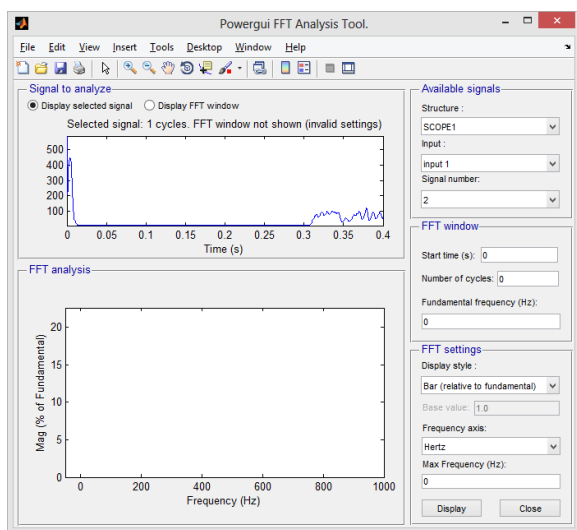 Powergui FFT Analysis Tool.
File Edit View Insert Tools Desktop Window Help
Signal to analyze
Display selected signal Display FFT window
Selected signal: 1 cycles. FFT window not shown (invalid settings)
500
400
300
200
100
0 0.05 0.1 0.15 0.2 0.25 0.3 0.35 0.4
Time (s)
FFT analysis
Mag (% of Fundamental)
20
15
10
5
0
0 200 400 600 800 1000
Frequency (Hz)
Available signals
Structure :
SCOPE1
Input :
input 1
Signal number:
2
FFT window
Start time (s): 0
Number of cycles: 0
Fundamental frequency (Hz):
0
FFT settings
Display style :
Bar (relative to fundamental)
Base value: 1.0
Frequency axis:
Hertz
Max Frequency (Hz):
0
Display Close